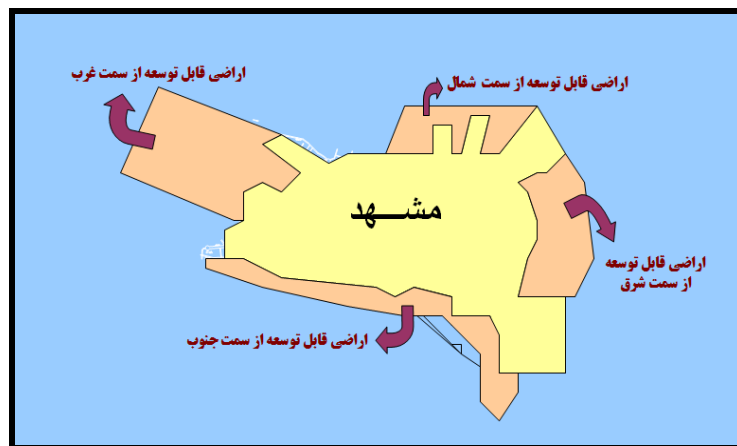 اراضی قابل توسعه از سمت غرب
اراضی قابل توسعه از سمت شمال
مشـــهد
اراضی قابل توسعه
از سمت شرق
اراضی قابل توسعه از سمت جنوب